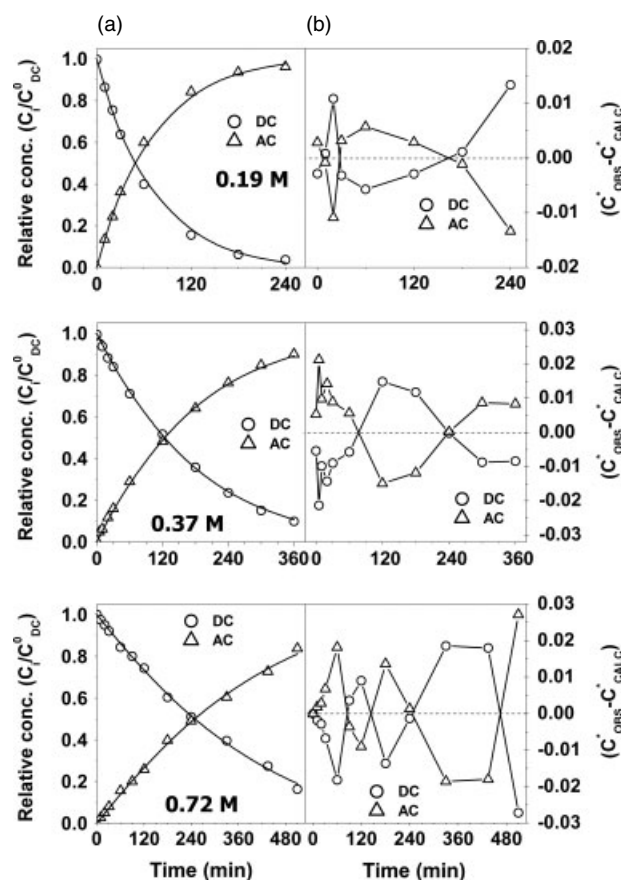 (a) (b)
Relative conc. (C_i/C^0_DC)
1.0
0.8
0.6
0.4
0.2
0.0
DC
AC
0.19 M
0 120 240
DC
AC
0 120 240
0.02
0.01
0.00
-0.01
-0.02
(C^*_OBS-C^*_CALC)
Relative conc. (C_i/C^0_DC)
1.0
0.8
0.6
0.4
0.2
0.0
DC
AC
0.37 M
0 120 240 360
DC
AC
0 120 240 360
0.03
0.02
0.01
0.00
-0.01
-0.02
-0.03
(C^*_OBS-C^*_CALC)
Relative conc. (C_i/C^0_DC)
1.0
0.8
0.6
0.4
0.2
0.0
DC
AC
0.72 M
0 120 240 360 480
Time (min)
DC
AC
0 120 240 360 480
Time (min)
0.03
0.02
0.01
0.00
-0.01
-0.02
-0.03
(C^*_OBS-C^*_CALC)